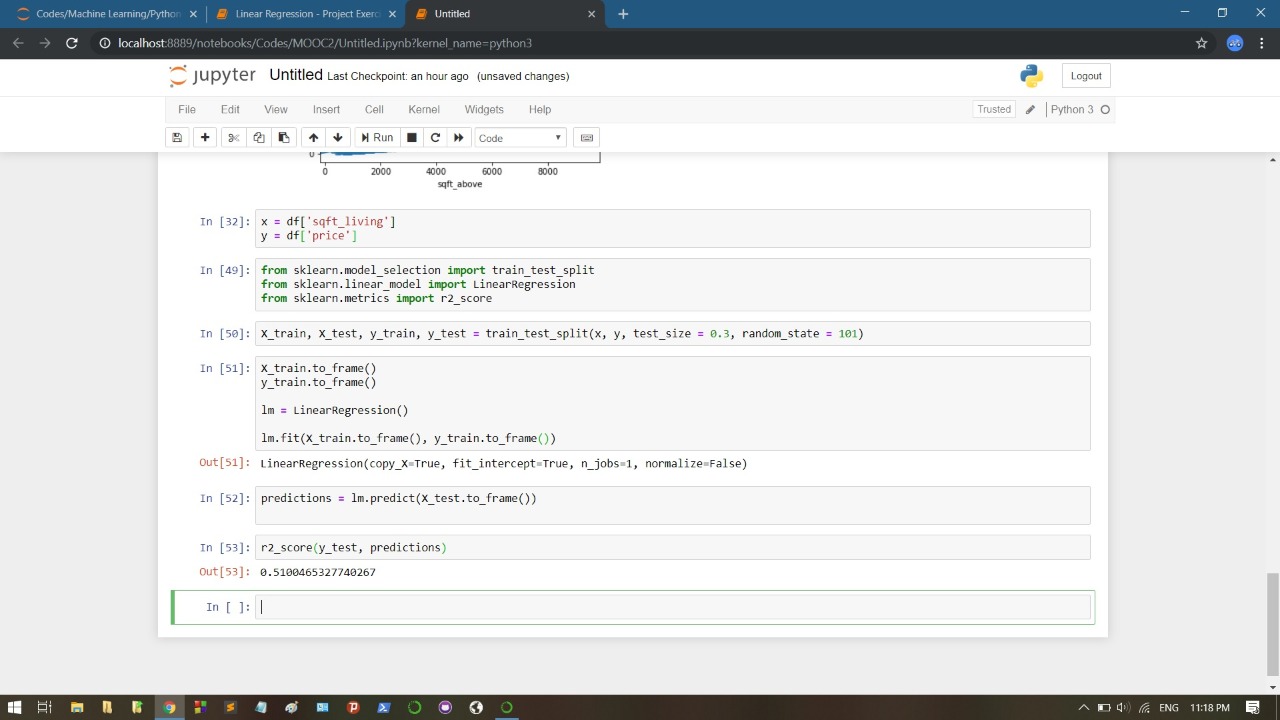 Codes/Machine Learning/Python
Linear Regression - Project Exerc
Untitled
localhost:8889/notebooks/Codes/MOOC2/Untitled.ipynb?kernel_name=python3
jupyter Untitled Last Checkpoint: an hour ago (unsaved changes)
Logout
File Edit View Insert Cell Kernel Widgets Help
Trusted Python 3
Run Code
0
0 2000 4000 6000 8000
sqft_above
In [32]: x = df['sqft_living']
y = df['price']
In [49]: from sklearn.model_selection import train_test_split
from sklearn.linear_model import LinearRegression
from sklearn.metrics import r2_score
In [50]: X_train, X_test, y_train, y_test = train_test_split(x, y, test_size = 0.3, random_state = 101)
In [51]: X_train.to_frame()
y_train.to_frame()
lm = LinearRegression()
lm.fit(X_train.to_frame(), y_train.to_frame())
Out[51]: LinearRegression(copy_X=True, fit_intercept=True, n_jobs=1, normalize=False)
In [52]: predictions = lm.predict(X_test.to_frame())
In [53]: r2_score(y_test, predictions)
Out[53]: 0.5100465327740267
In [ ]:
ENG 11:18 PM